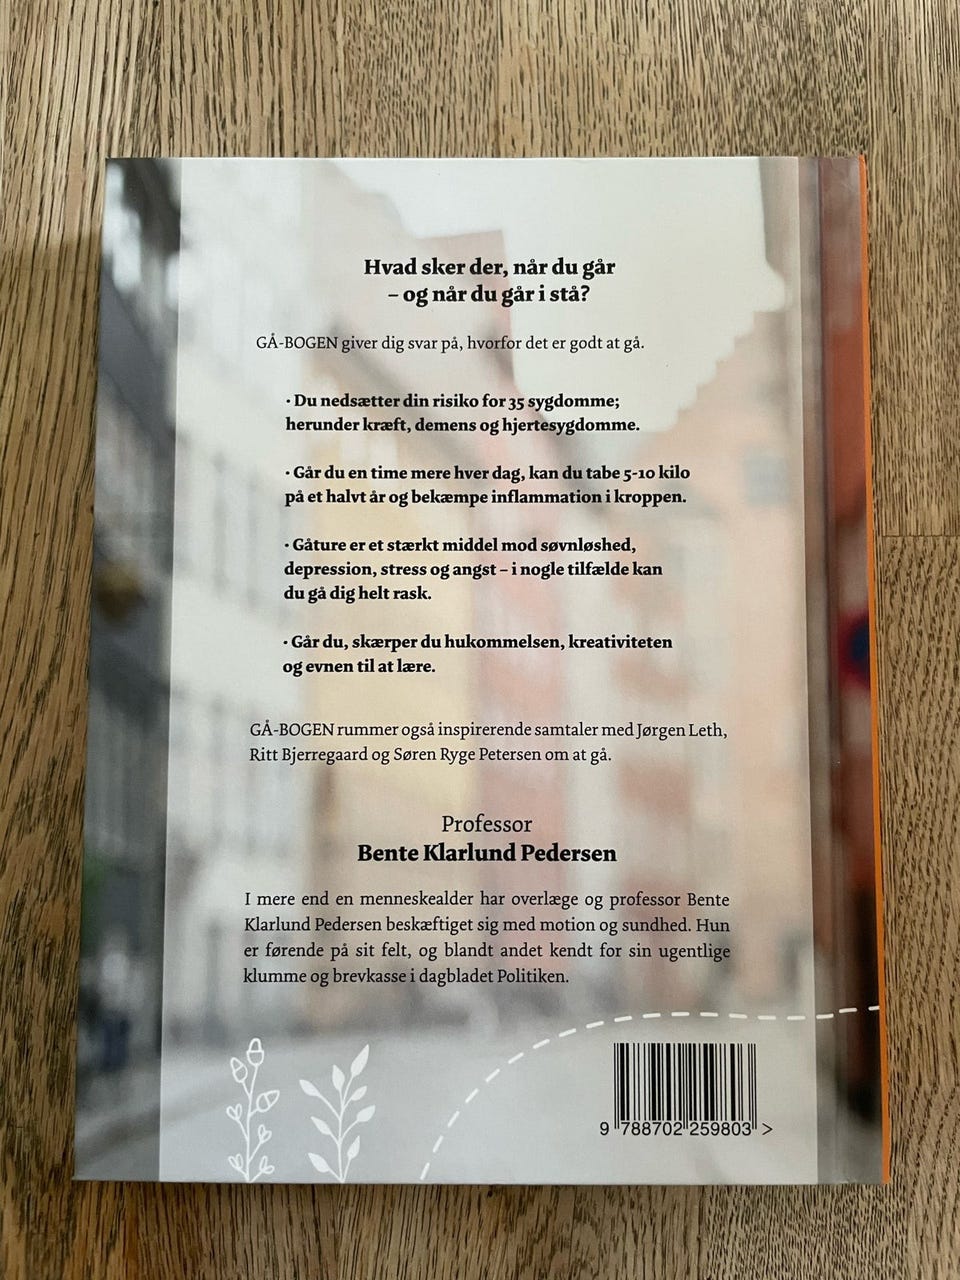 Hvad sker der, når du går
– og når du går i stå?
GÅ-BOGEN giver dig svar på, hvorfor det er godt at gå.
· Du nedsætter din risiko for 35 sygdomme;
herunder kræft, demens og hjertesygdomme.
· Går du en time mere hver dag, kan du tabe 5-10 kilo
på et halvt år og bekæmpe inflammation i kroppen.
· Gåture er et stærkt middel mod søvnløshed,
depression, stress og angst – i nogle tilfælde kan
du gå dig helt rask.
· Går du, skærper du hukommelsen, kreativiteten
og evnen til at lære.
GÅ-BOGEN rummer også inspirerende samtaler med Jørgen Leth,
Ritt Bjerregaard og Søren Ryge Petersen om at gå.
Professor
Bente Klarlund Pedersen
I mere end en menneskealder har overlæge og professor Bente
Klarlund Pedersen beskæftiget sig med motion og sundhed. Hun
er førende på sit felt, og blandt andet kendt for sin ugentlige
klumme og brevkasse i dagbladet Politiken.
9 788702 259803 >